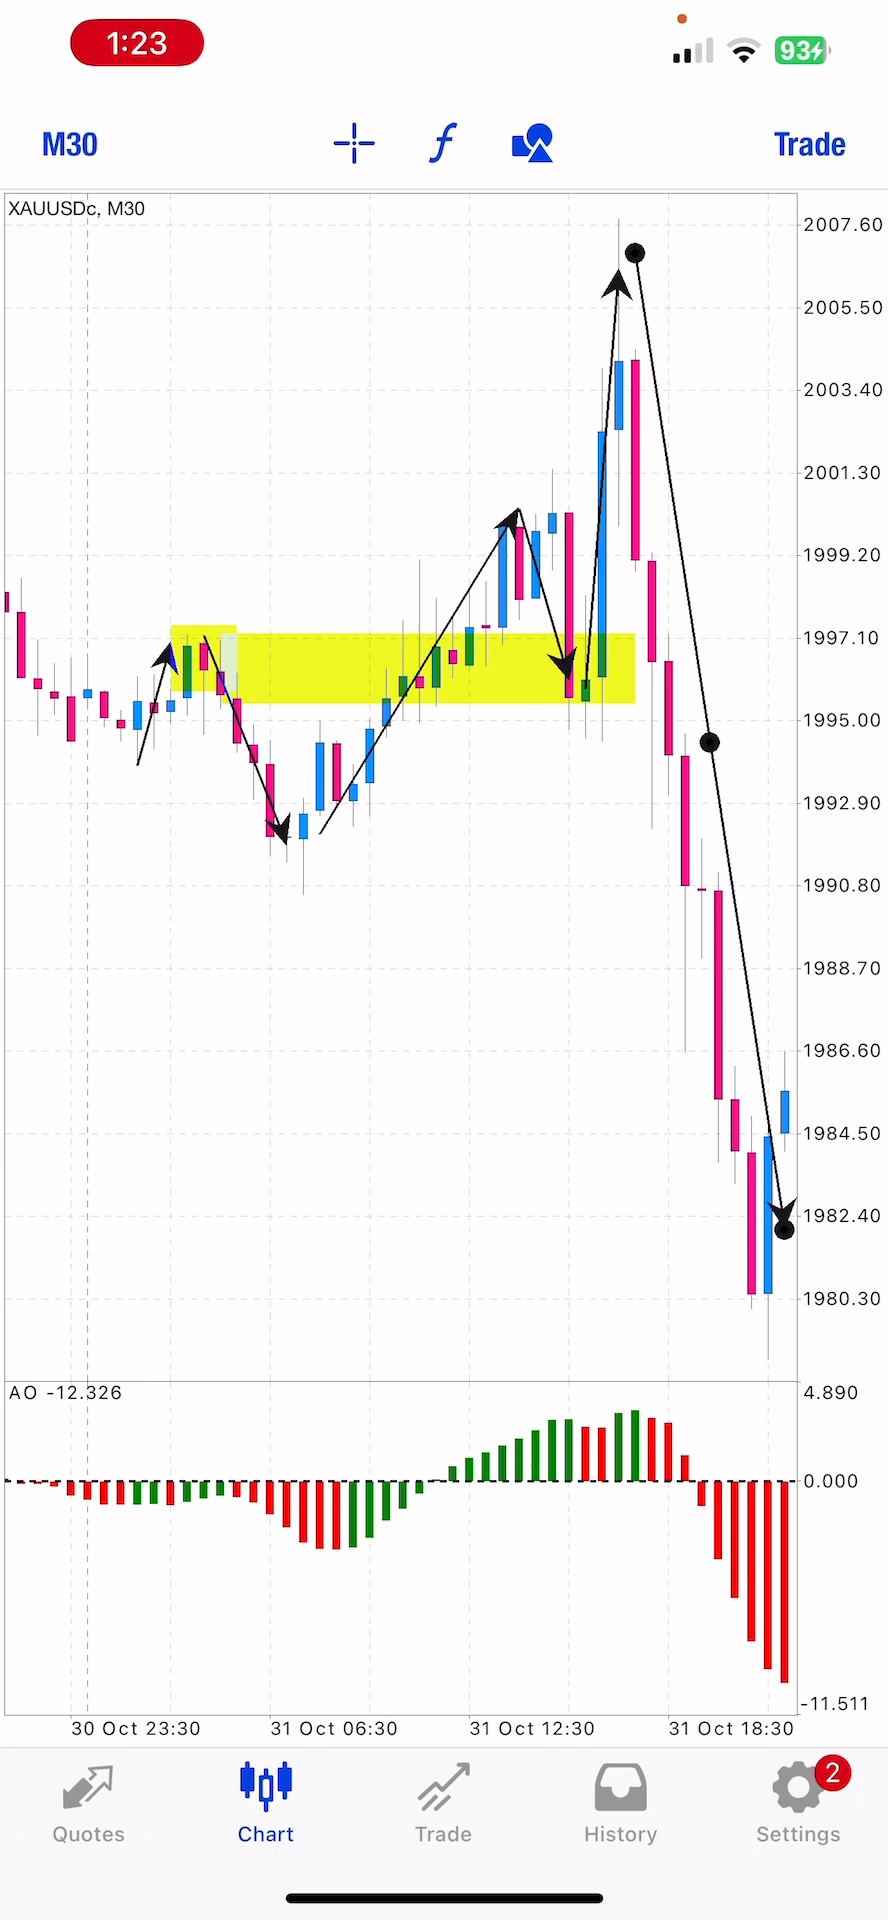 1:23
93
M30
f
Trade
XAUUSDc, M30
2007.60
2005.50
2003.40
2001.30
1999.20
1997.10
1995.00
1992.90
1990.80
1988.70
1986.60
1984.50
1982.40
1980.30
AO -12.326
4.890
0.000
-11.511
30 Oct 23:30
31 Oct 06:30
31 Oct 12:30
31 Oct 18:30
2
Quotes
Chart
Trade
History
Settings